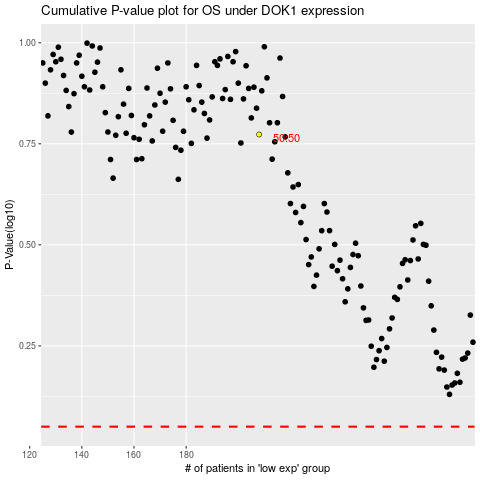 Cumulative P-value plot for OS under DOK1 expression
P-Value(log10)
1.00
0.75
0.50
0.25
50:50
120 140 160 180
# of patients in 'low exp' group